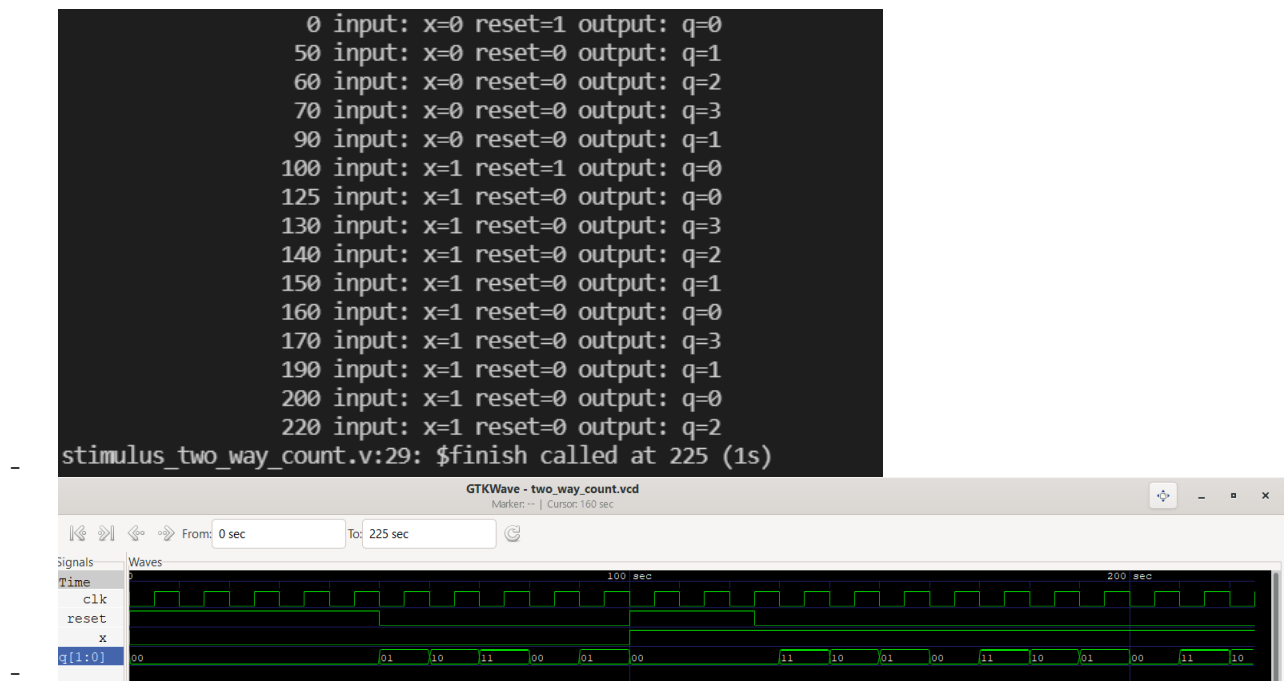 0 input: x=0 reset=1 output: q=0
50 input: x=0 reset=0 output: q=1
60 input: x=0 reset=0 output: q=2
70 input: x=0 reset=0 output: q=3
90 input: x=0 reset=0 output: q=1
100 input: x=1 reset=1 output: q=0
125 input: x=1 reset=0 output: q=0
130 input: x=1 reset=0 output: q=3
140 input: x=1 reset=0 output: q=2
150 input: x=1 reset=0 output: q=1
160 input: x=1 reset=0 output: q=0
170 input: x=1 reset=0 output: q=3
190 input: x=1 reset=0 output: q=1
200 input: x=1 reset=0 output: q=0
220 input: x=1 reset=0 output: q=2
stimulus_two_way_count.v:29: $finish called at 225 (1s)
GTKWave - two_way_count.vcd
Marker: -- | Cursor: 160 sec
From: 0 sec To: 225 sec
Signals Waves
Time 0 100 sec 200 sec
clk
reset
x
q[1:0] 00 01 10 11 00 01 00 11 10 01 00 11 10 01 00 11 10